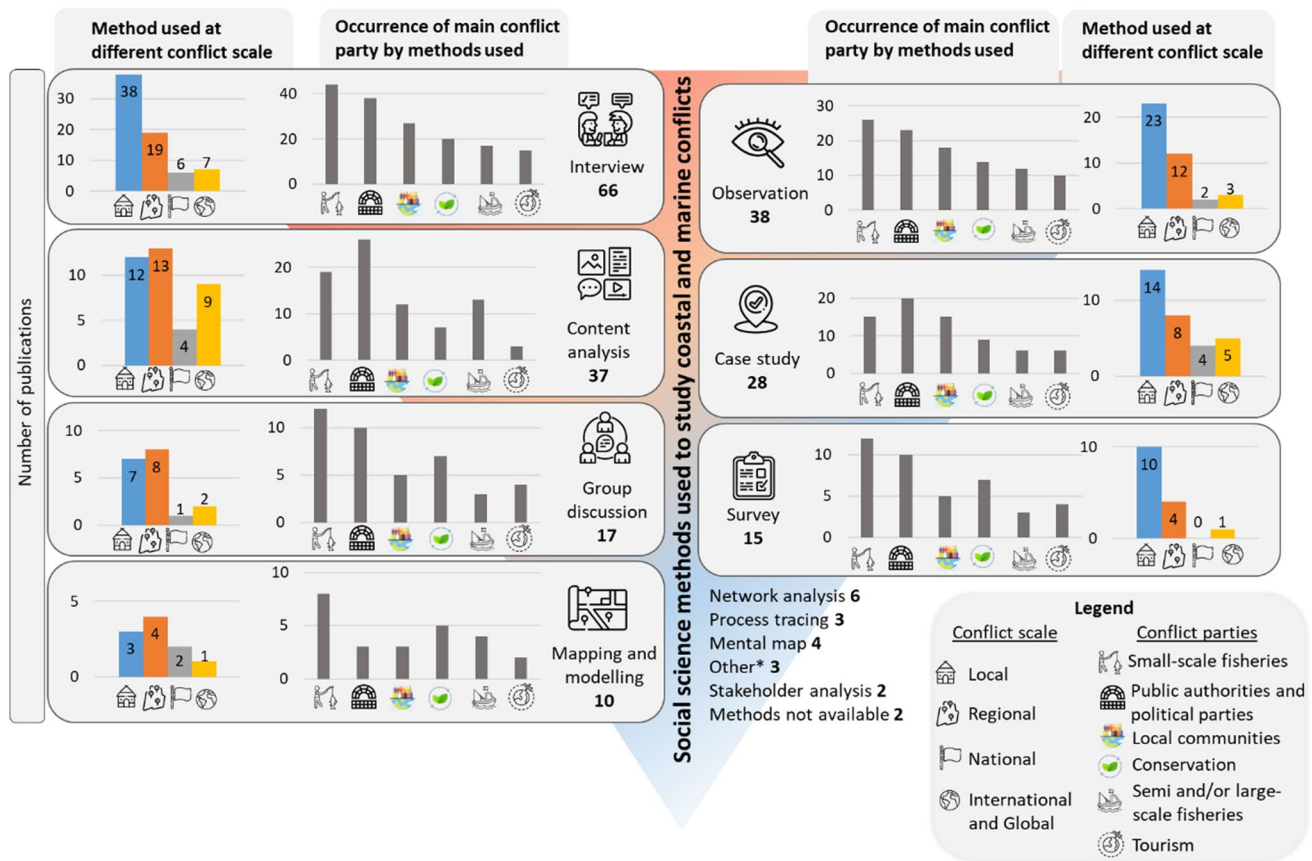 Method used at
different conflict scale
Occurrence of main conflict
party by methods used
Occurrence of main conflict
party by methods used
Method used at
different conflict scale
Number of publications
Social science methods used to study coastal and marine conflicts
30
20
10
0
38
19
6
7
40
20
0
Interview
66
10
5
0
12
13
4
9
20
10
0
Content
analysis
37
10
5
0
7
8
1
2
10
5
0
Group
discussion
17
5
0
3
4
2
1
10
5
0
Mapping and
modelling
10
Observation
38
30
20
10
0
20
10
0
23
12
2
3
Case study
28
20
10
0
10
0
14
8
4
5
Survey
15
10
5
0
10
0
10
4
0
1
Network analysis 6
Process tracing 3
Mental map 4
Other* 3
Stakeholder analysis 2
Methods not available 2
Legend
Conflict scale
Local
Regional
National
International
and Global
Conflict parties
Small-scale fisheries
Public authorities and
political parties
Local communities
Conservation
Semi and/or large-
scale fisheries
Tourism